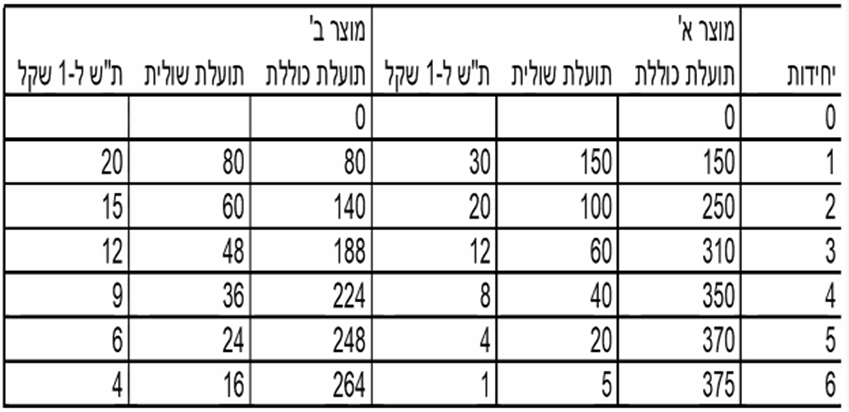 מוצר א' מוצר ב'
יחידות תועלת כוללת תועלת שולית ת"ש ל-1 שקל תועלת כוללת תועלת שולית ת"ש ל-1 שקל
0 0 0
1 150 150 30 80 80 20
2 250 100 20 140 60 15
3 310 60 12 188 48 12
4 350 40 8 224 36 9
5 370 20 4 248 24 6
6 375 5 1 264 16 4